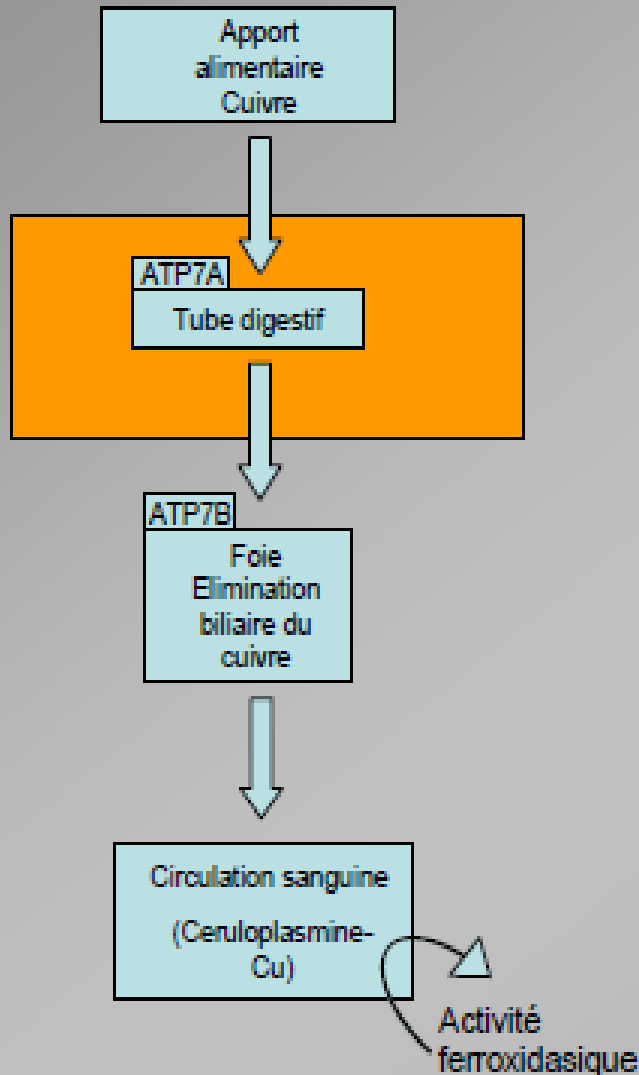 Apport
alimentaire
Cuivre
ATP7A
Tube digestif
ATP7B
Foie
Elimination
biliaire du
cuivre
Circulation sanguine
(Ceruloplasmine-
Cu)
Activité
ferroxidasique